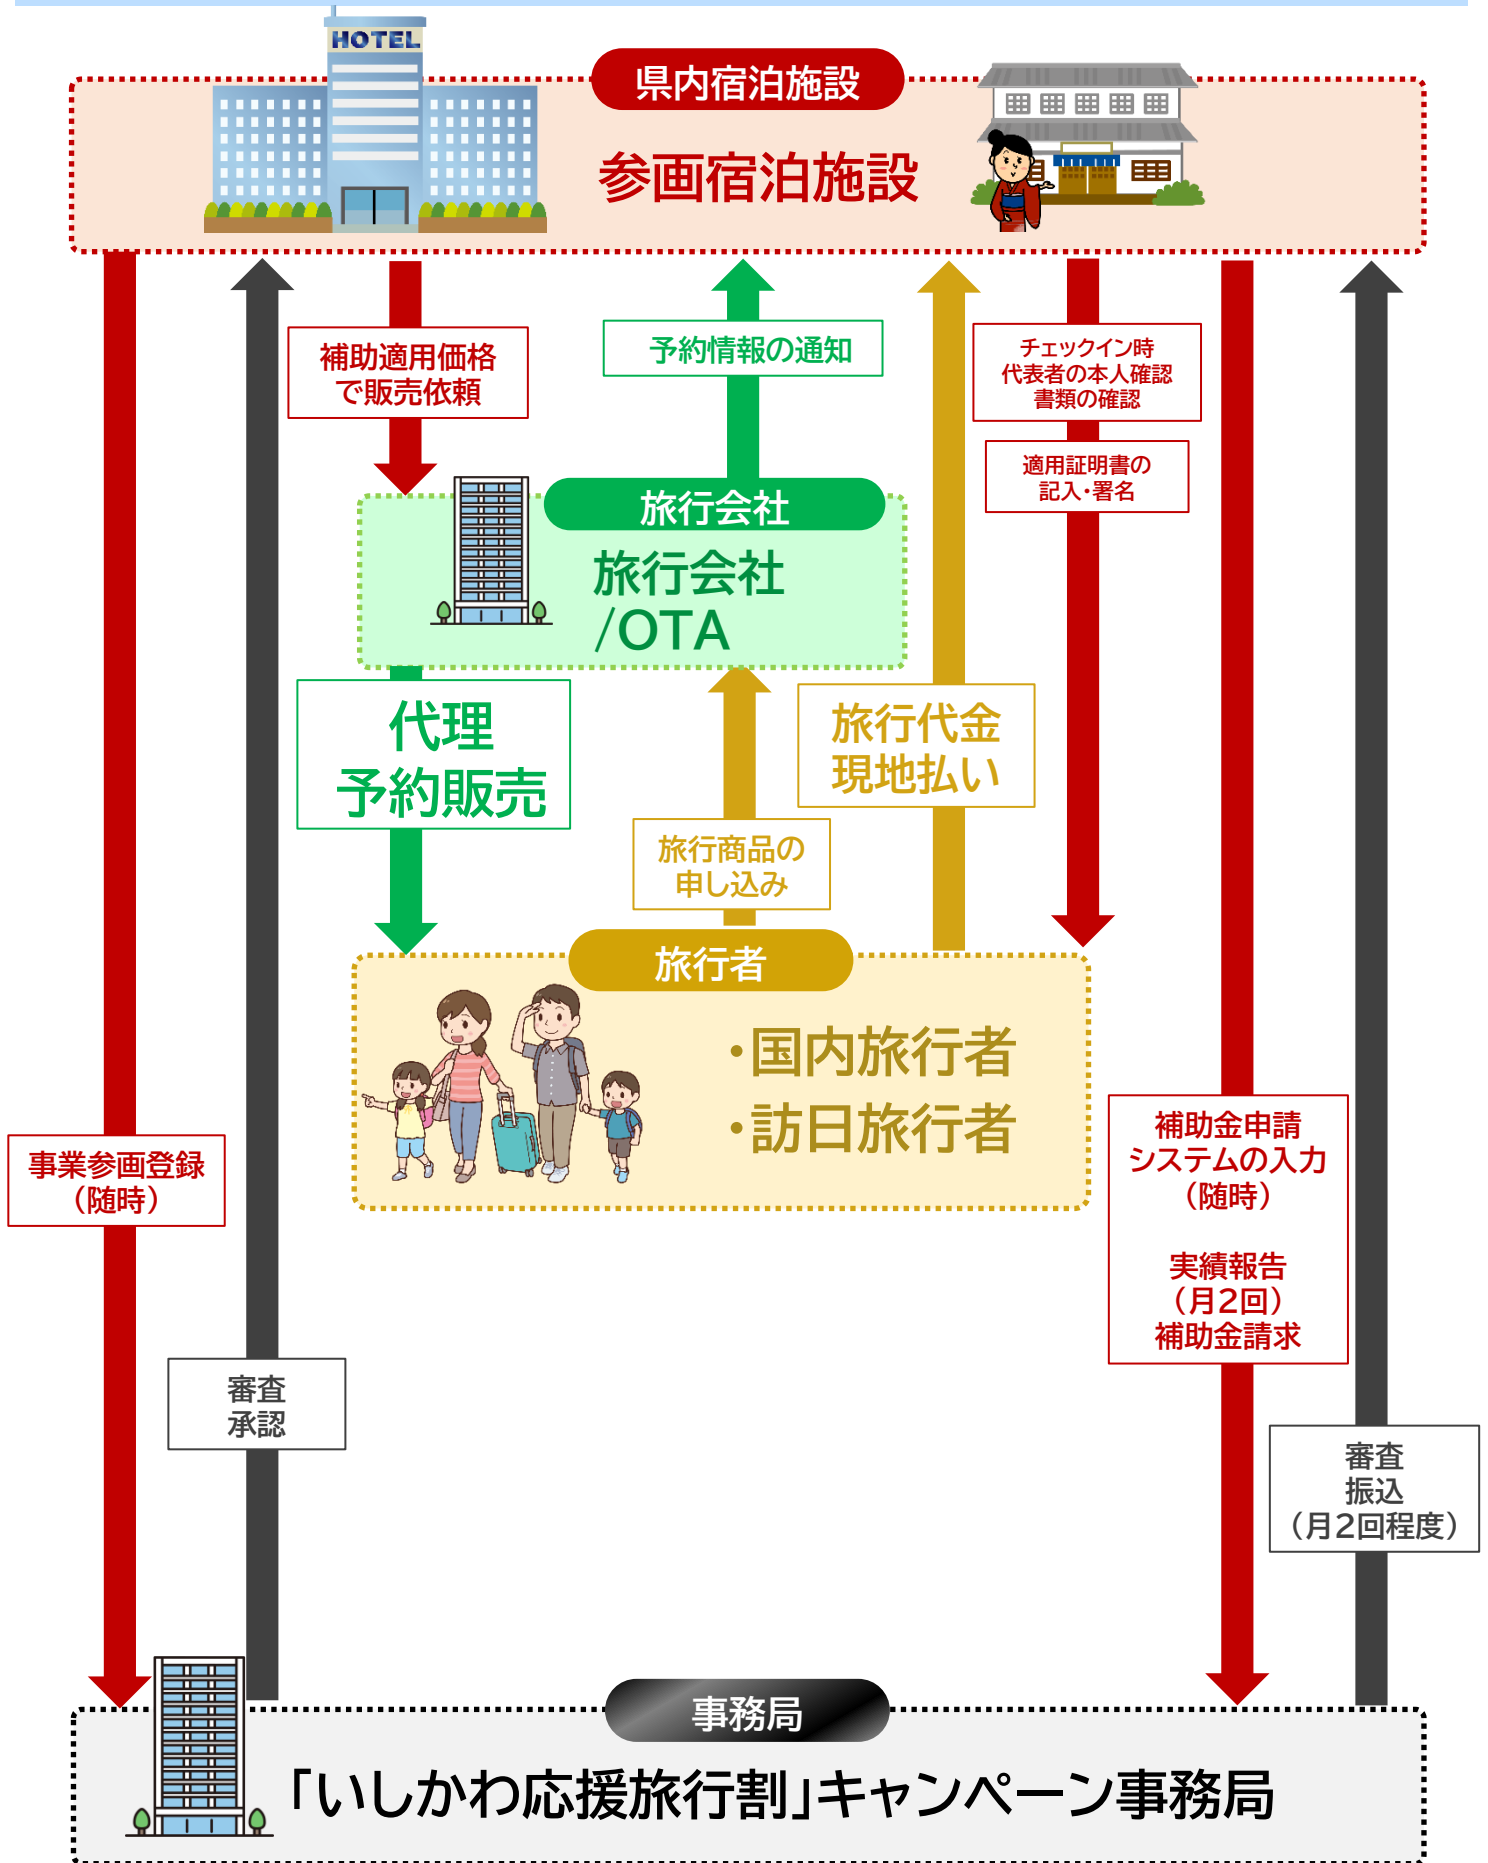 HOTEL
県内宿泊施設
参画宿泊施設
補助適用価格
で販売依頼
予約情報の通知
チェックイン時
代表者の本人確認
書類の確認
適用証明書の
記入・署名
旅行会社
旅行会社
/OTA
代理
予約販売
旅行代金
現地払い
旅行商品の
申し込み
旅行者
・国内旅行者
・訪日旅行者
事業参画登録
（随時）
補助金申請
システムの入力
（随時）
実績報告
（月2回）
補助金請求
審査
承認
審査
振込
（月2回程度）
事務局
「いしかわ応援旅行割」キャンペーン事務局